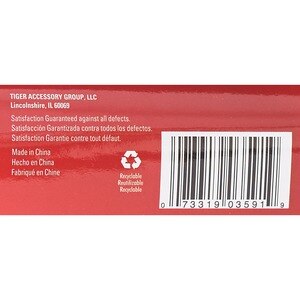 TIGER ACCESSORY GROUP, LLC
Lincolnshire, IL 60069
Satisfaction Guaranteed against all defects.
Satisfacción Garantizada contra todos los defectos.
Satisfaction Garantie contre tout défaut.
Made in China
Hecho en China
Fabriqué en Chine
Recyclable
Reutilizable
Recyclable
0 73319 03591 9